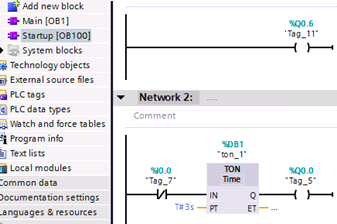 Add new block
Main [OB1]
Startup [OB100]
System blocks
Technology objects
External source files
PLC tags
PLC data types
Watch and force tables
Program info
Text lists
Local modules
Common data
Documentation settings
Languages & resources
%Q0.6
"Tag_11"
Network 2: .....
Comment
%DB1
"ton_1"
%I0.0
"Tag_7"
TON
Time
%Q0.0
"Tag_5"
IN Q
T#3s PT ET ...